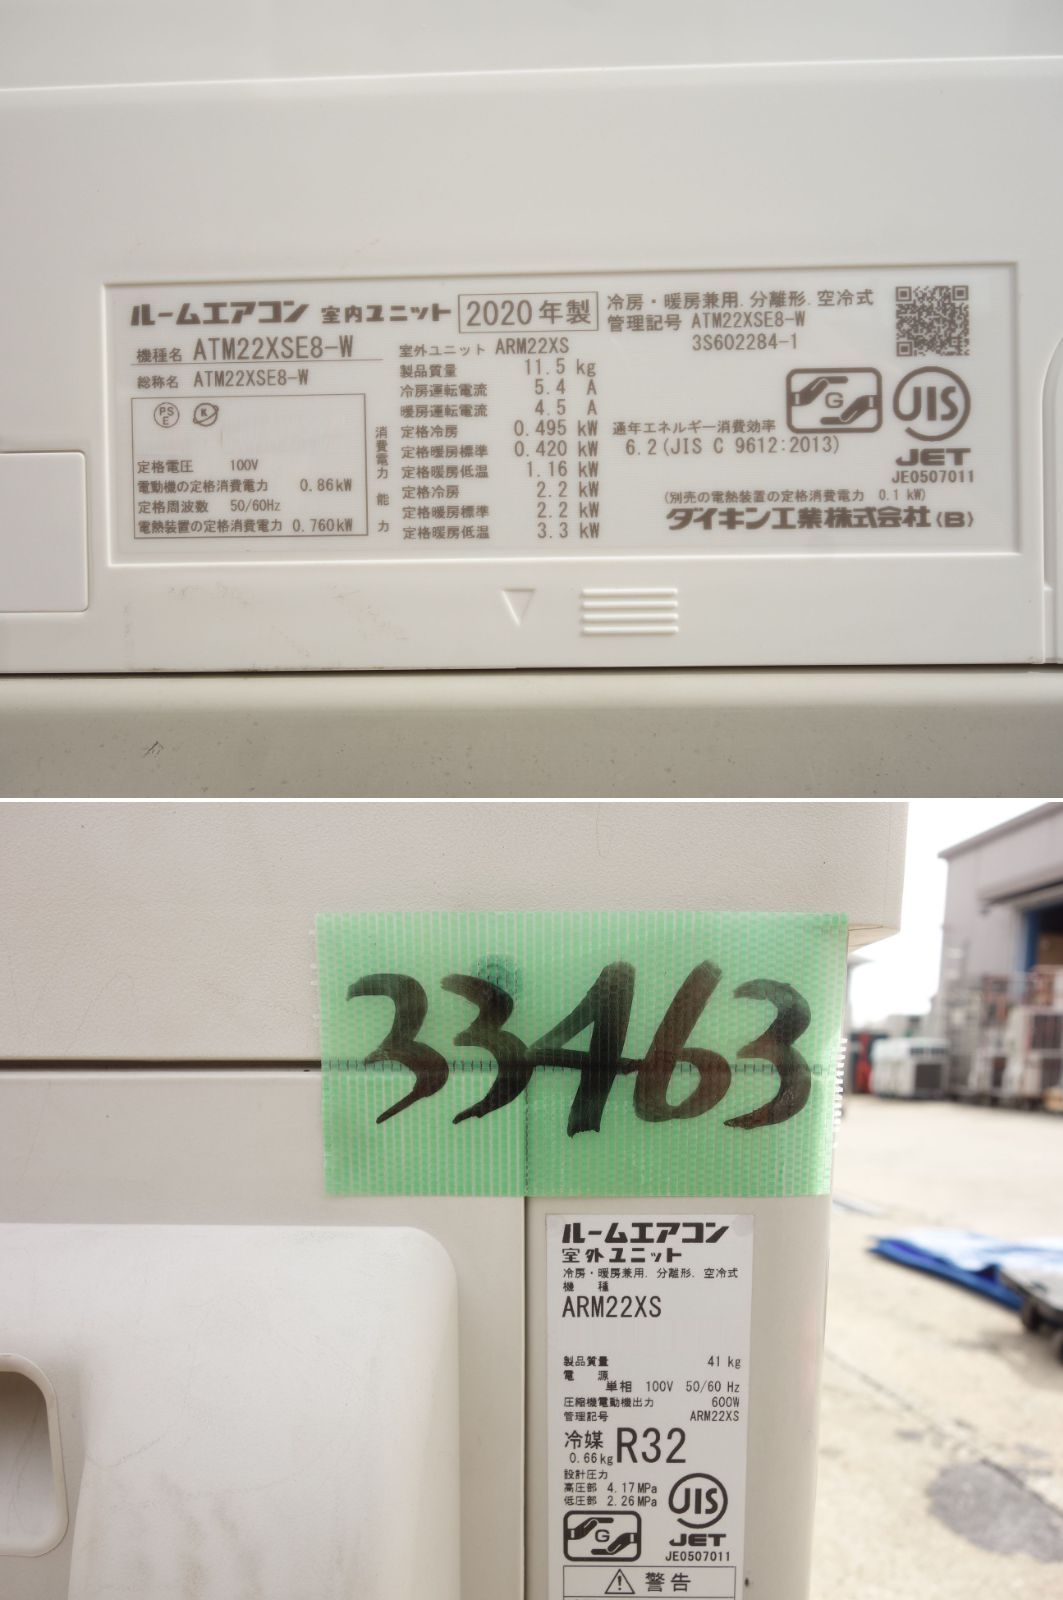 ルームエアコン 室内ユニット 2020年製
冷房・暖房兼用. 分離形. 空冷式
機種名 ATM22XSE8-W
管理記号 ATM22XSE8-W
3S602284-1
総称名 ATM22XSE8-W
PS
E
K
定格電圧 100V
電動機の定格消費電力 0.86kW
定格周波数 50/60Hz
電熱装置の定格消費電力 0.760kW
室外ユニット ARM22XS
製品質量 11.5 kg
冷房運転電流 5.4 A
暖房運転電流 4.5 A
消費電力
定格冷房 0.495 kW
定格暖房標準 0.420 kW
定格暖房低温 1.16 kW
能力
定格冷房 2.2 kW
定格暖房標準 2.2 kW
定格暖房低温 3.3 kW
通年エネルギー消費効率
6.2(JIS C 9612:2013)
G
JIS
JET
JE0507011
(別売の電熱装置の定格消費電力 0.1 kW)
ダイキン工業株式会社(B)
33463
ルームエアコン
室外ユニット
冷房・暖房兼用. 分離形. 空冷式
機種
ARM22XS
製品質量 41 kg
電源
単相 100V 50/60 Hz
圧縮機電動機出力 600W
管理記号 ARM22XS
冷媒 R32
0.66kg
設計圧力
高圧部 4.17MPa
低圧部 2.26MPa
JIS
G
JET
JE0507011
警告